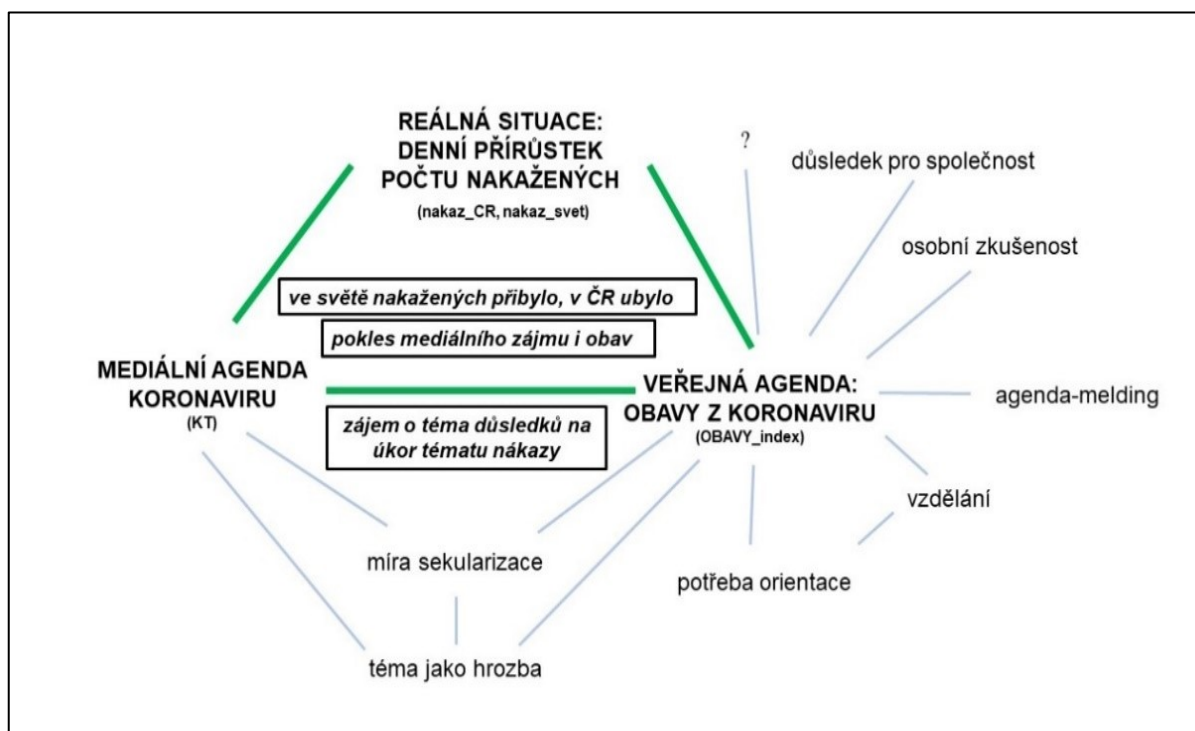 REÁLNÁ SITUACE:
DENNÍ PŘÍRŮSTEK
POČTU NAKAŽENÝCH
(nakaz_CR, nakaz_svet)
?
důsledek pro společnost
osobní zkušenost
ve světě nakažených přibylo, v ČR ubylo
pokles mediálního zájmu i obav
MEDIÁLNÍ AGENDA
KORONAVIRU
(KT)
VEŘEJNÁ AGENDA:
OBAVY Z KORONAVIRU
(OBAVY_index)
agenda-melding
zájem o téma důsledků na
úkor tématu nákazy
vzdělání
míra sekularizace
potřeba orientace
téma jako hrozba